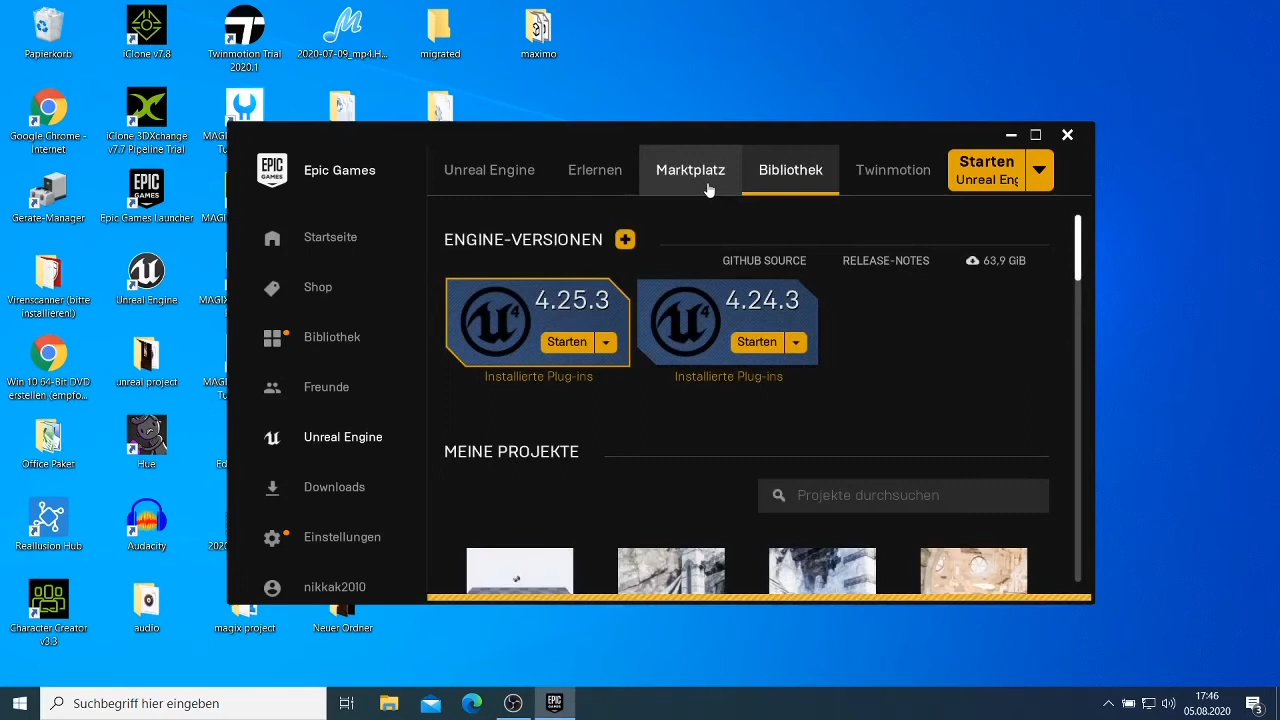 Papierkorb
iClone v7.8
Twinmotion Trial
2020.1
2020-07-09_mp4.H...
migrated
maximo
Google Chrome -
Internet
iClone 3DXchange
v7.7 Pipeline Trial
Geräte-Manager
Epic Games Launcher
Virenscanner (bitte
installieren!)
Unreal Engine
Win 10 64-Bit DVD
erstellen (empfo...
unreal project
Office Paket
Hue
Reallusion Hub
Audacity
Character Creator
v3.3
audio
magix project
Neuer Ordner
EPIC
GAMES
Epic Games
Unreal Engine
Erlernen
Marktplatz
Bibliothek
Twinmotion
Starten
Unreal Eng
Startseite
Shop
Bibliothek
Freunde
Unreal Engine
Downloads
Einstellungen
nikkak2010
ENGINE-VERSIONEN
GITHUB SOURCE
RELEASE-NOTES
63,9 GiB
4.25.3
Starten
Installierte Plug-ins
4.24.3
Starten
Installierte Plug-ins
MEINE PROJEKTE
Projekte durchsuchen
Suchbegriff hier eingeben
17:46
05.08.2020
3